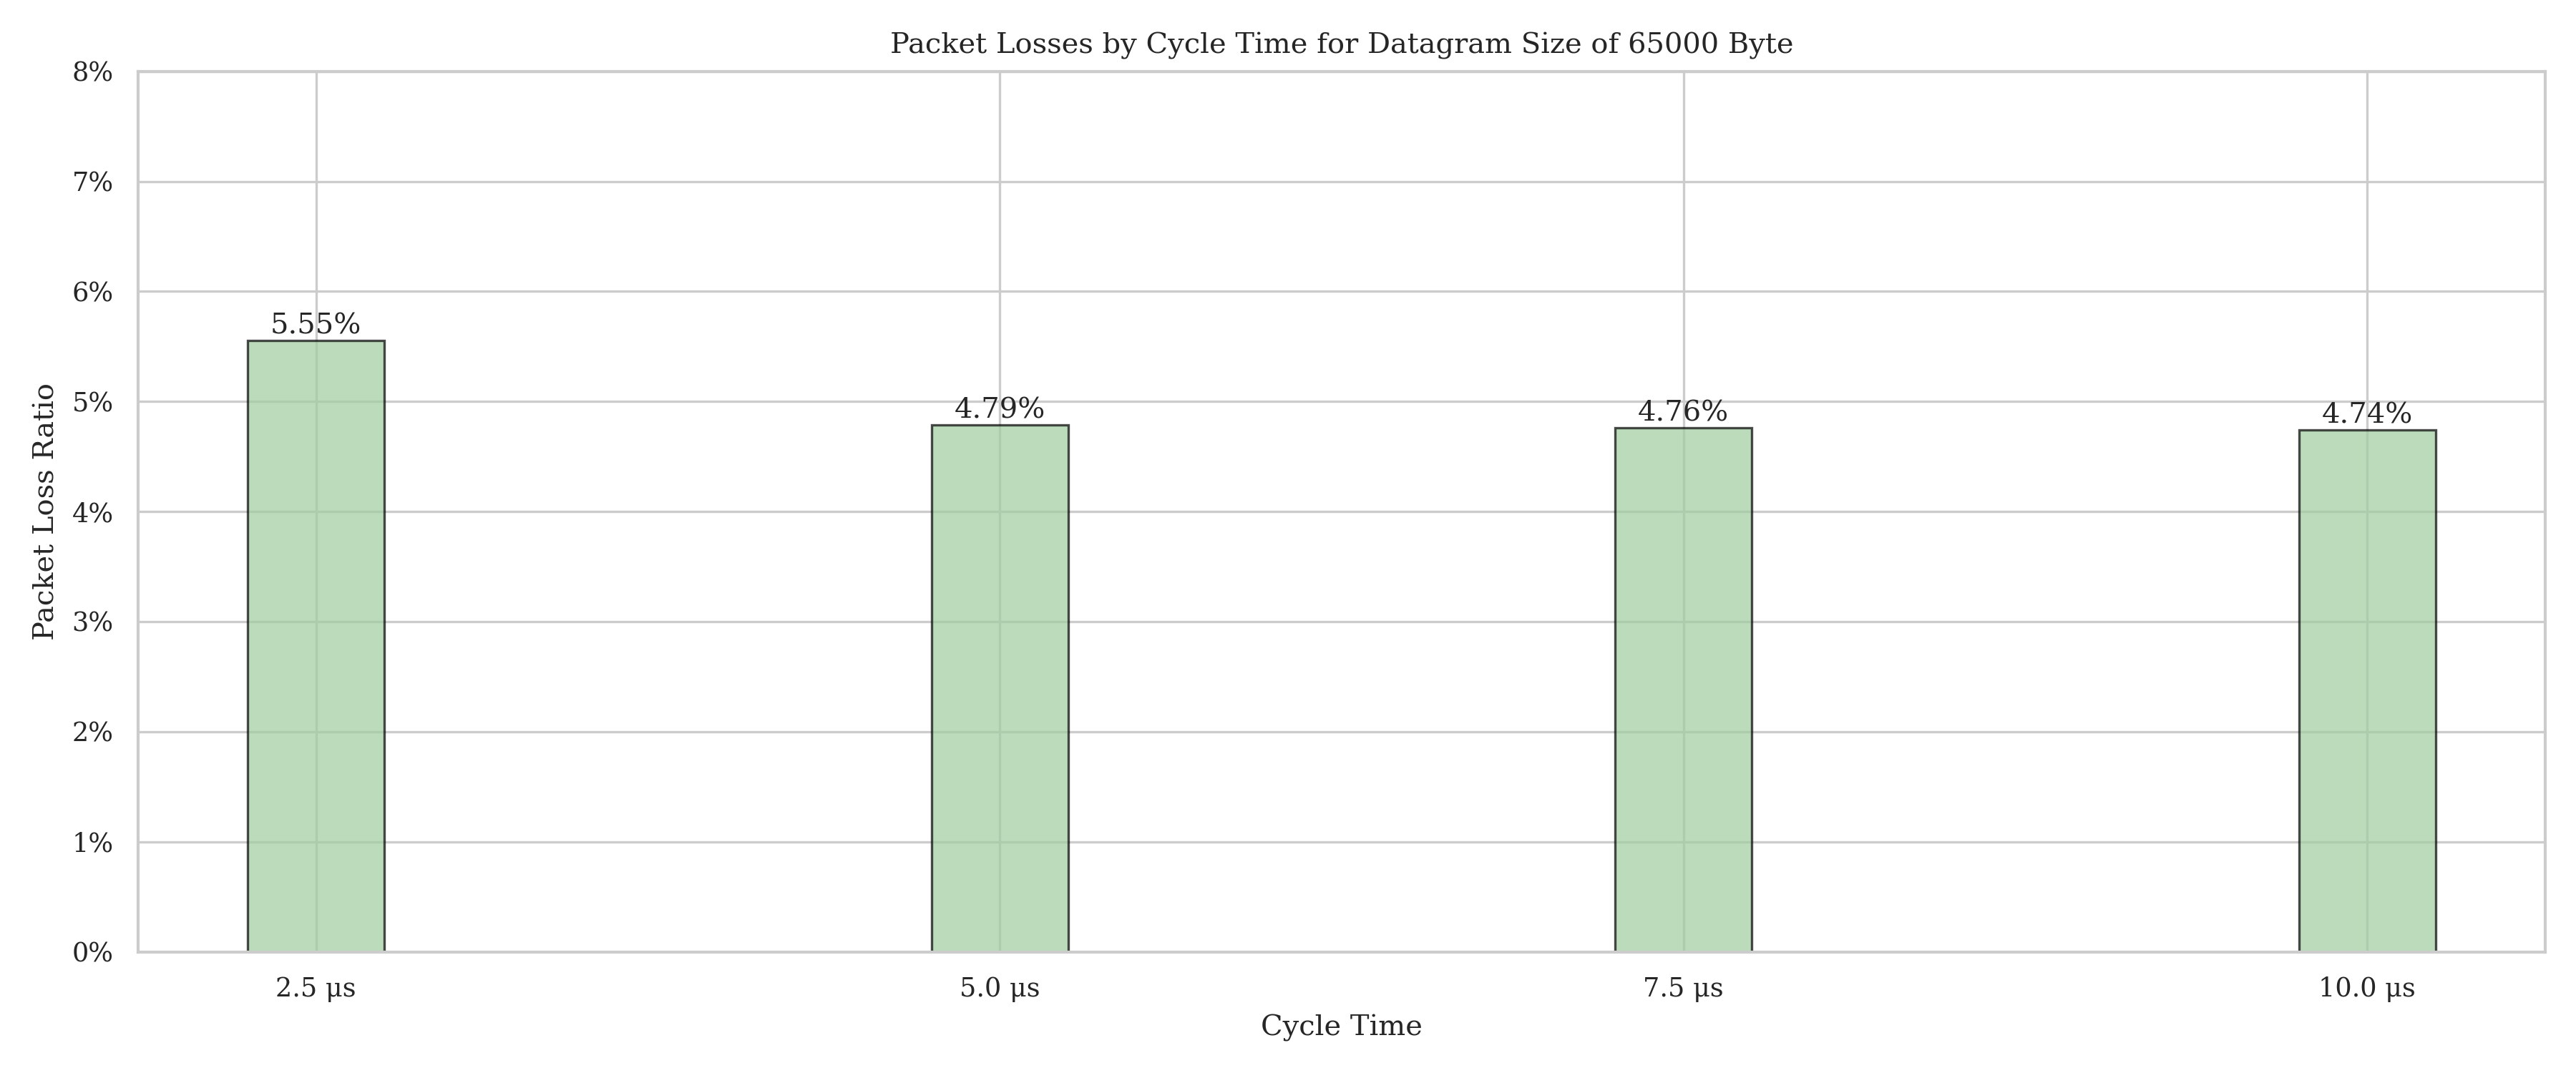 Packet Losses by Cycle Time for Datagram Size of 65000 Byte
8%
7%
6%
5%
4%
3%
2%
1%
0%
Packet Loss Ratio
5.55%
4.79%
4.76%
4.74%
2.5 µs
5.0 µs
7.5 µs
10.0 µs
Cycle Time